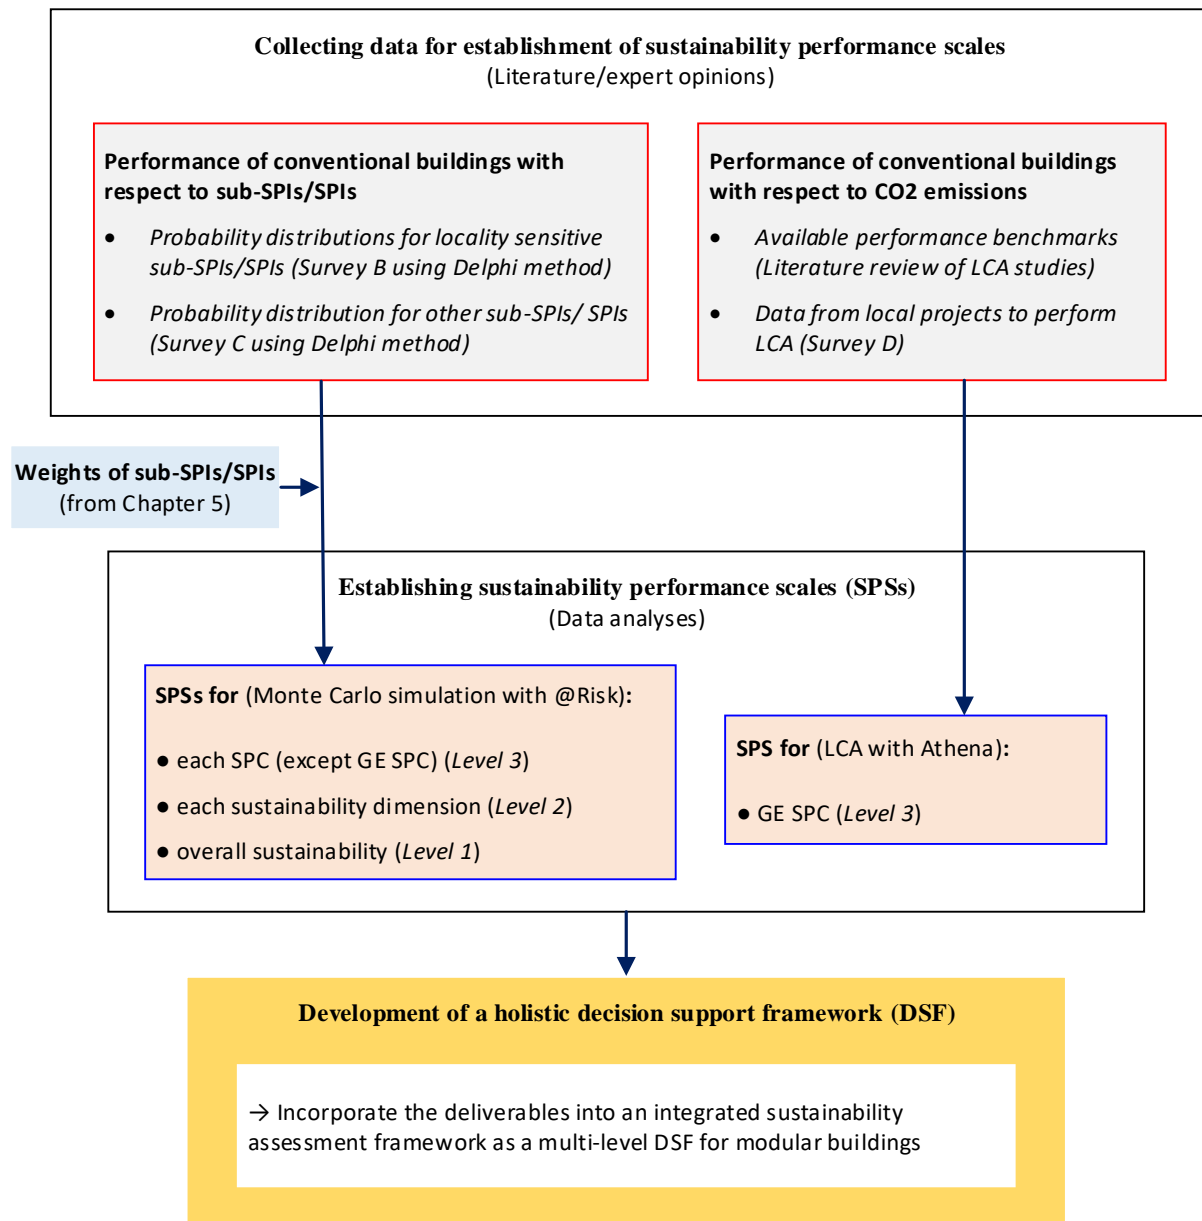 Collecting data for establishment of sustainability performance scales
(Literature/expert opinions)
Performance of conventional buildings with
respect to sub-SPIs/SPIs
• Probability distributions for locality sensitive
sub-SPIs/SPIs (Survey B using Delphi method)
• Probability distribution for other sub-SPIs/ SPIs
(Survey C using Delphi method)
Performance of conventional buildings
with respect to CO2 emissions
• Available performance benchmarks
(Literature review of LCA studies)
• Data from local projects to perform
LCA (Survey D)
Weights of sub-SPIs/SPIs
(from Chapter 5)
Establishing sustainability performance scales (SPSs)
(Data analyses)
SPSs for (Monte Carlo simulation with @Risk):
● each SPC (except GE SPC) (Level 3)
● each sustainability dimension (Level 2)
● overall sustainability (Level 1)
SPS for (LCA with Athena):
● GE SPC (Level 3)
Development of a holistic decision support framework (DSF)
→ Incorporate the deliverables into an integrated sustainability
assessment framework as a multi-level DSF for modular buildings